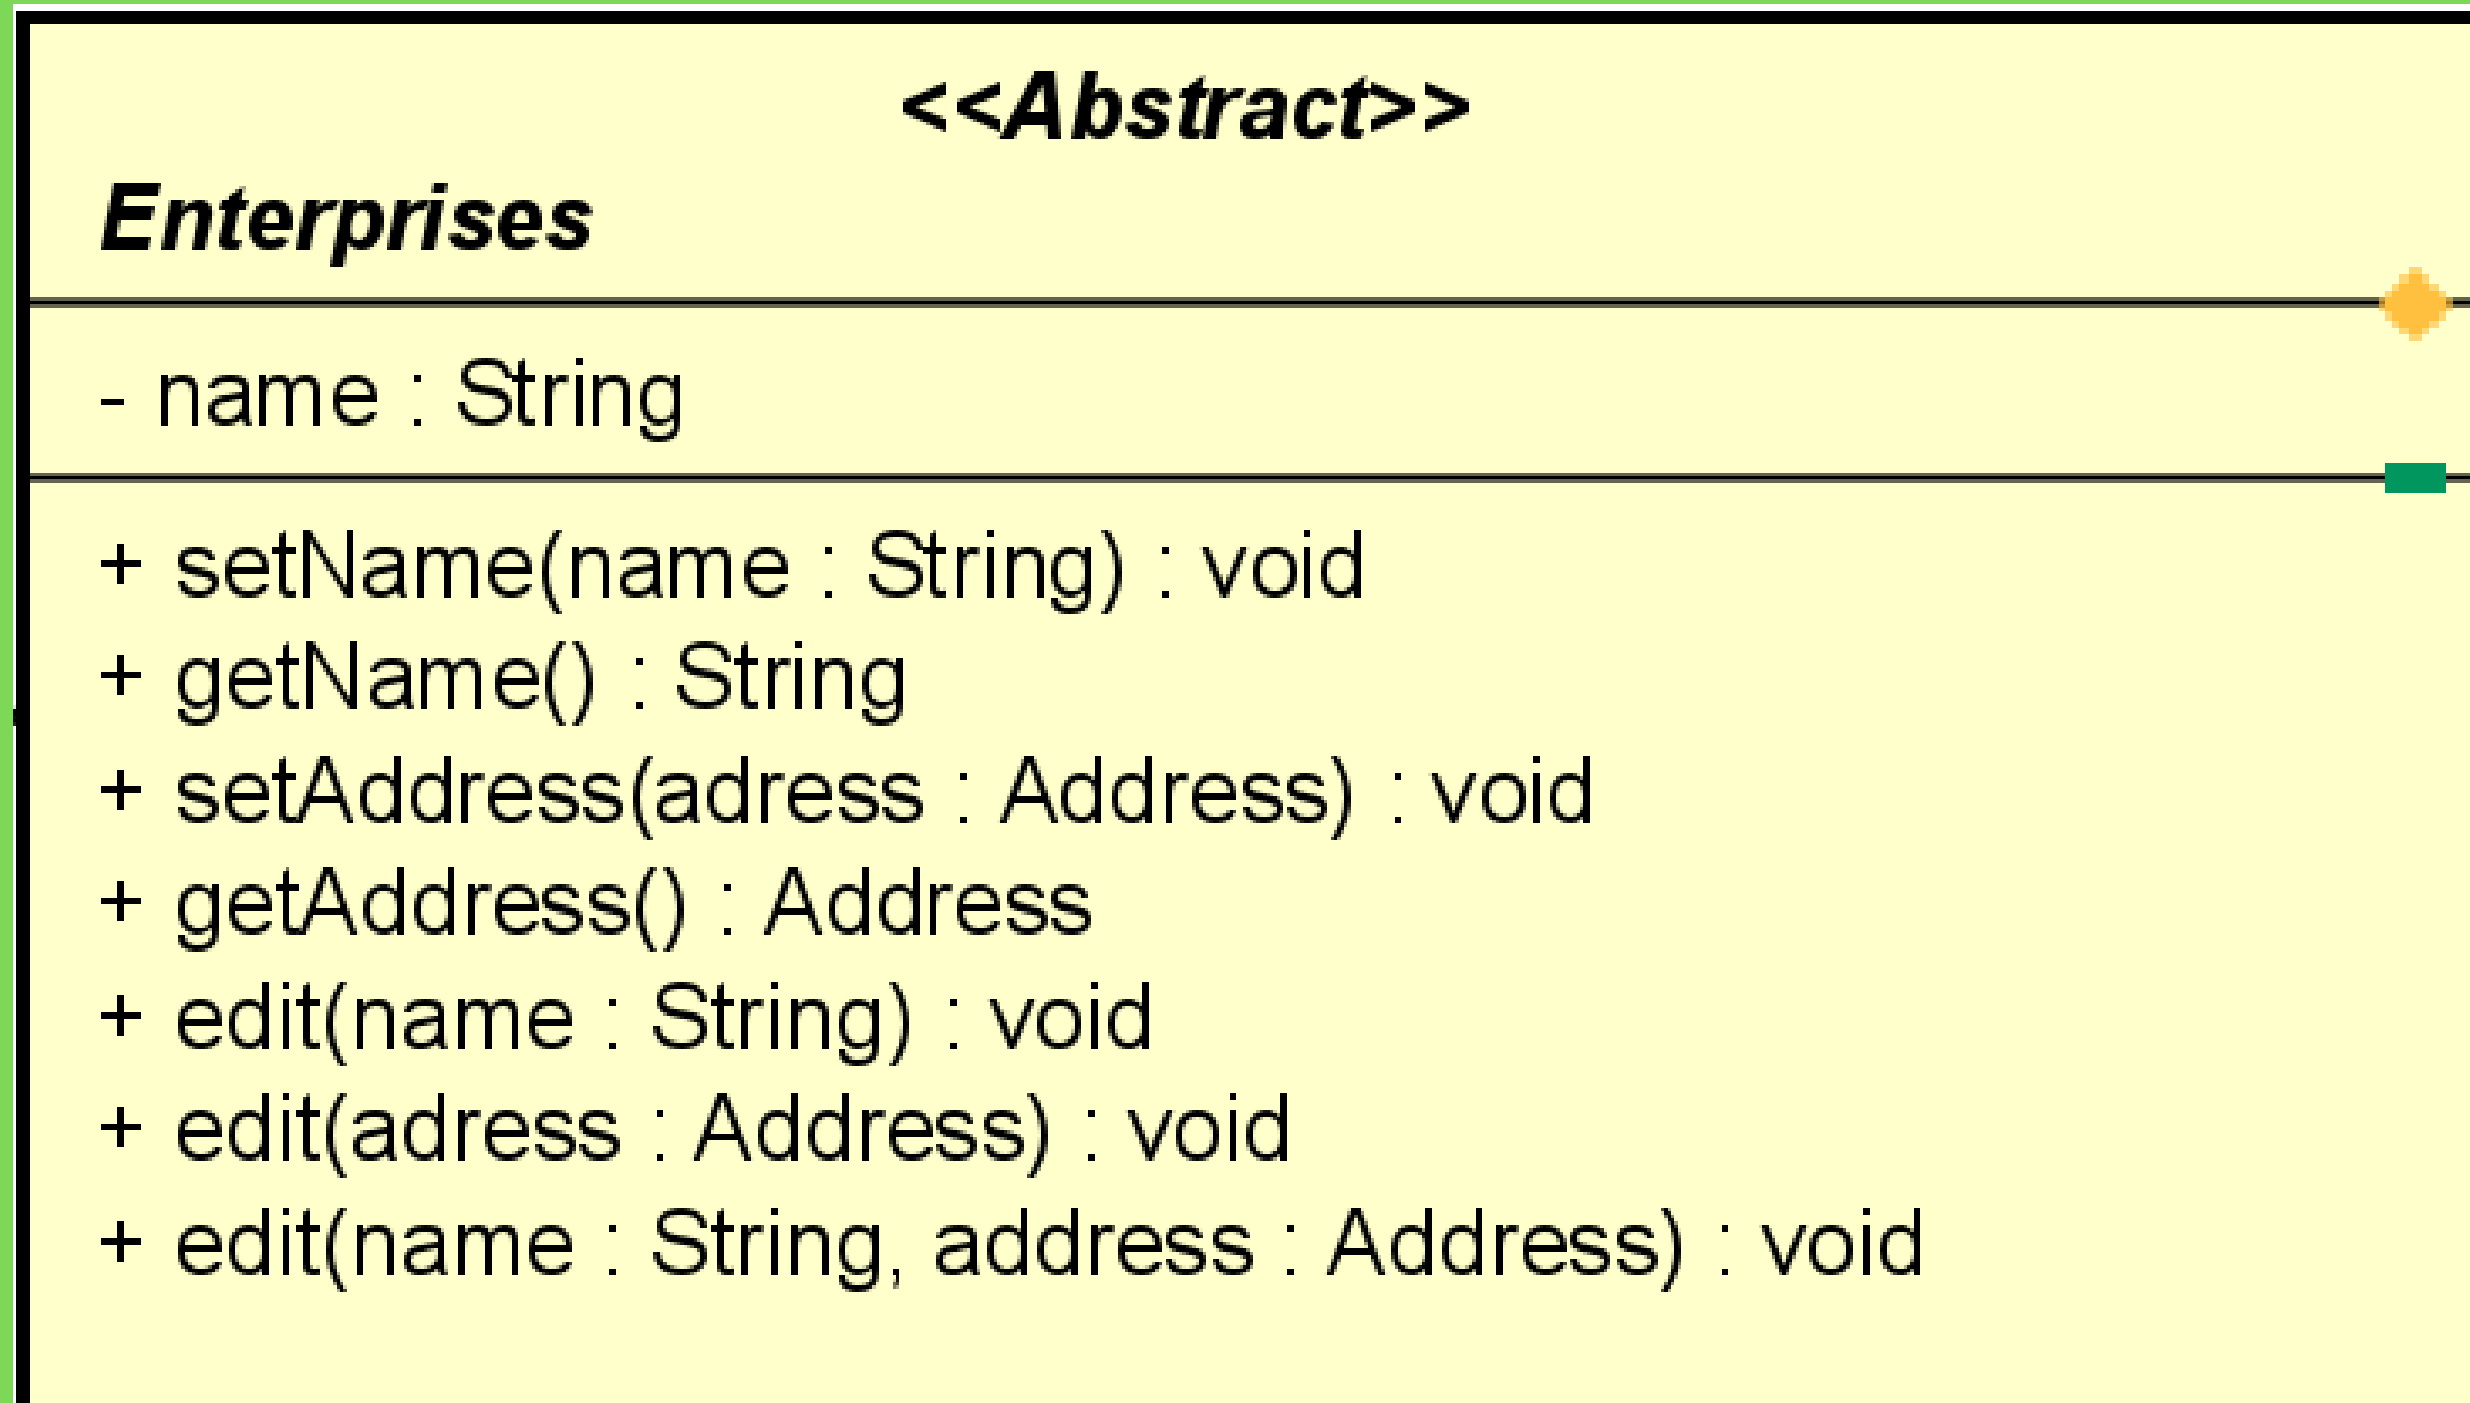 <<Abstract>>
Enterprises
- name : String
+ setName(name : String) : void
+ getName() : String
+ setAddress(adress : Address) : void
+ getAddress() : Address
+ edit(name : String) : void
+ edit(adress : Address) : void
+ edit(name : String, address : Address) : void